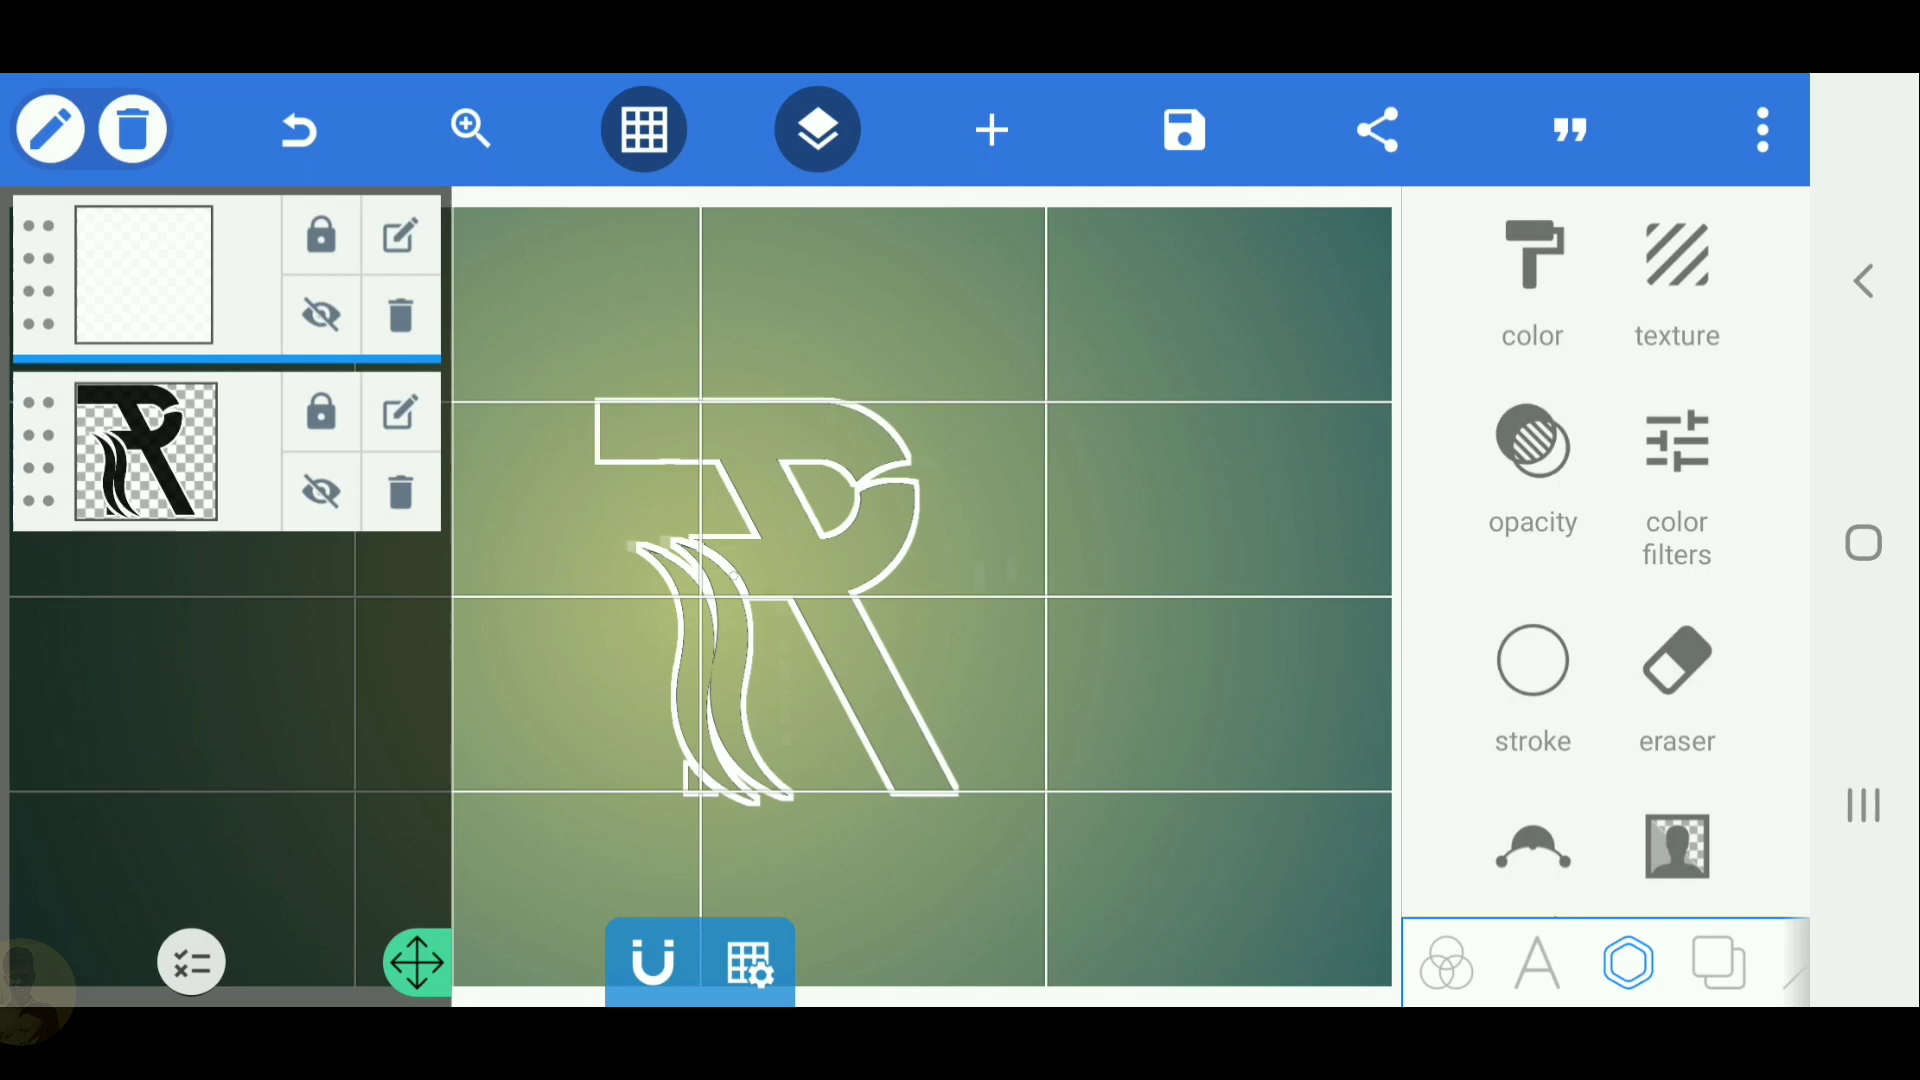 color texture
opacity color
filters
stroke eraser
R
R